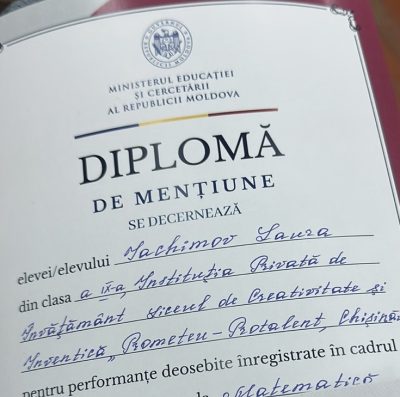 MINISTERUL EDUCAȚIEI
ȘI CERCETĂRII
AL REPUBLICII MOLDOVA
DIPLOMĂ
DE MENȚIUNE
SE DECERNEAZĂ
elevei/elevului Iachimov Laura
din clasa a IX-a, Instituția Privată de
Învățământ Liceul de Creativitate și
Inventică „Prometeu-Protalent, Chișinău
pentru performanțe deosebite înregistrate în cadrul
Matematică